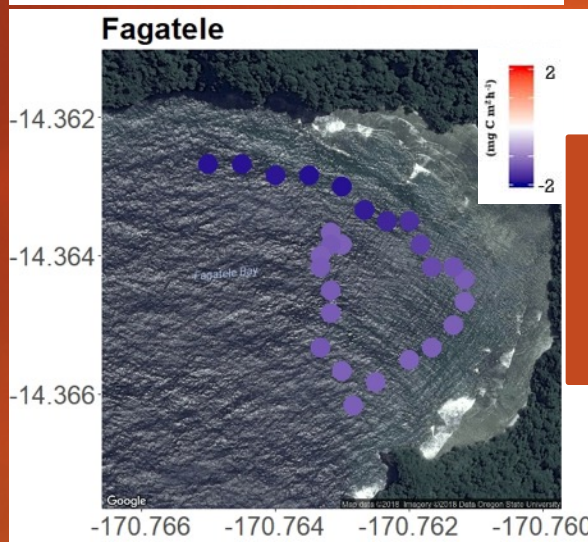 Fagatele
2
(mg C m²h⁻¹)
-2
-14.362
-14.364
Fagatele Bay
-14.366
Google
Map data ©2018 Imagery ©2018 Data Oregon State University
-170.766 -170.764 -170.762 -170.760